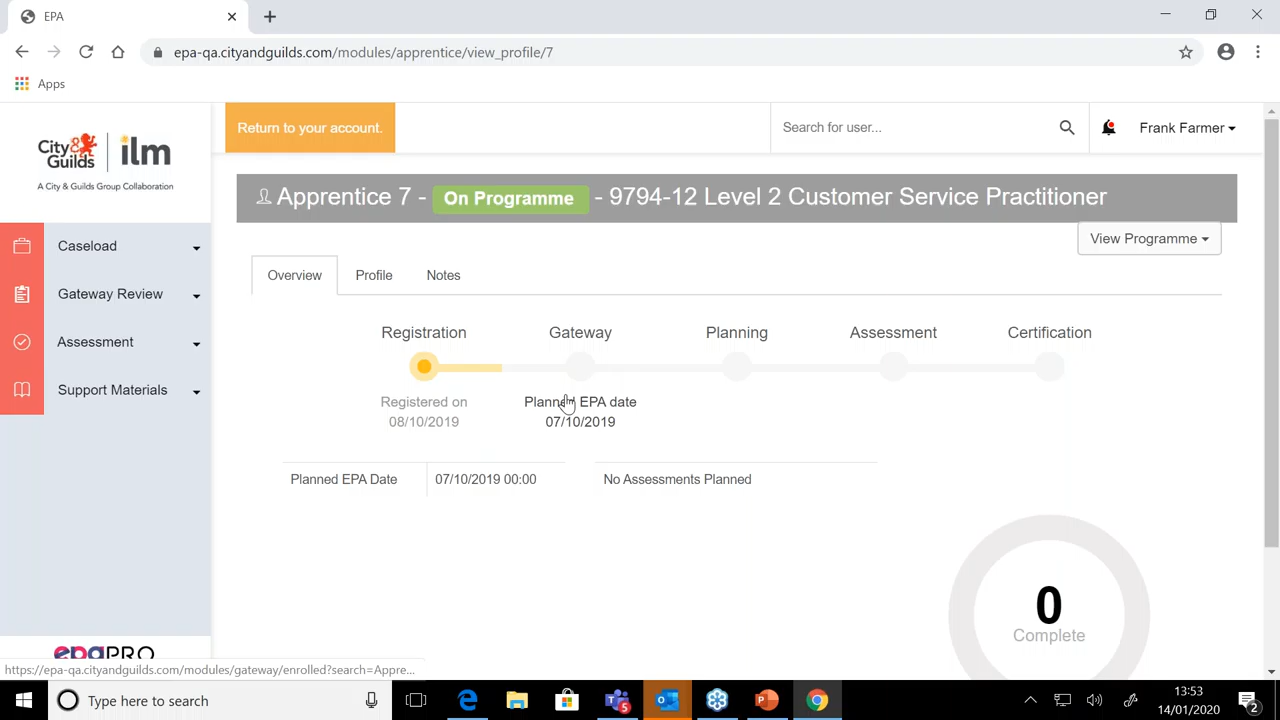 EPA
epa-qa.cityandguilds.com/modules/apprentice/view_profile/7
Apps
City & Guilds
ilm
A City & Guilds Group Collaboration
Return to your account.
Search for user...
Frank Farmer
Apprentice 7 - On Programme - 9794-12 Level 2 Customer Service Practitioner
View Programme
Caseload
Gateway Review
Assessment
Support Materials
Overview Profile Notes
Registration Gateway Planning Assessment Certification
Registered on
08/10/2019
Planned EPA date
07/10/2019
Planned EPA Date 07/10/2019 00:00 No Assessments Planned
0
Complete
epaPRO
https://epa-qa.cityandguilds.com/modules/gateway/enrolled?search=Appre...
Type here to search
5
13:53
14/01/2020
2